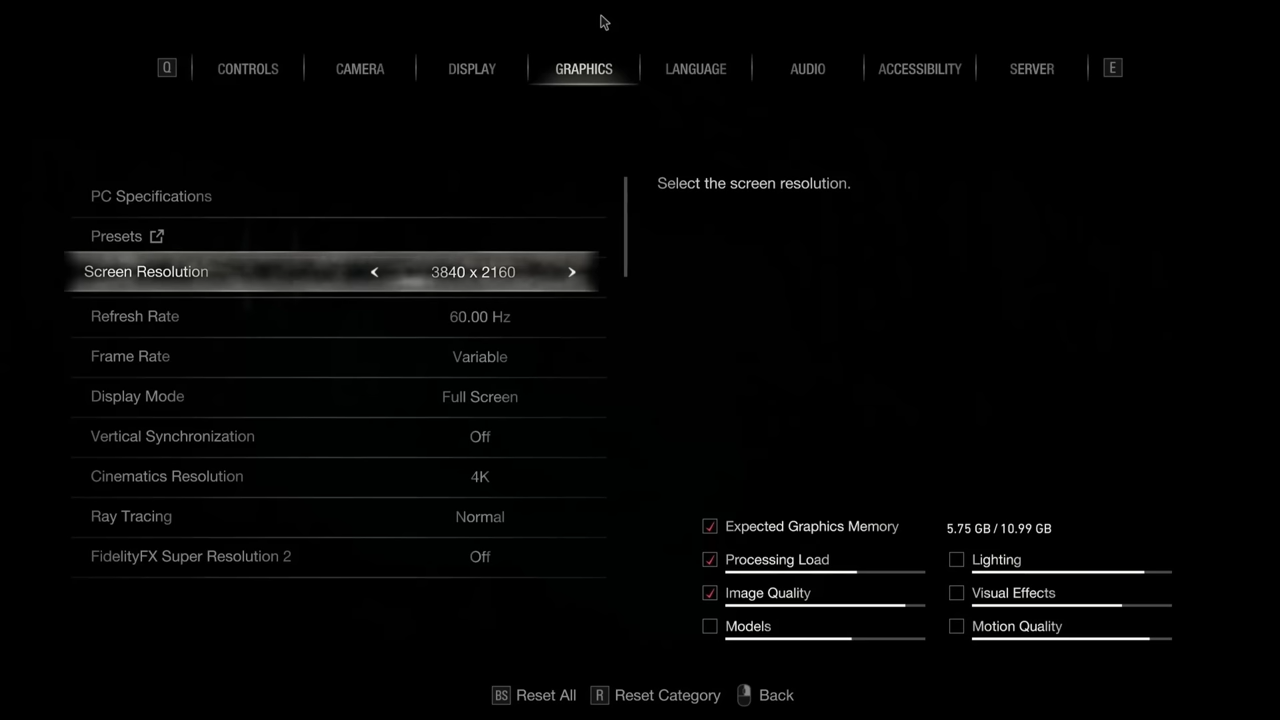 Q CONTROLS CAMERA DISPLAY GRAPHICS LANGUAGE AUDIO ACCESSIBILITY SERVER E
PC Specifications
Presets
Screen Resolution 3840 x 2160
Refresh Rate 60.00 Hz
Frame Rate Variable
Display Mode Full Screen
Vertical Synchronization Off
Cinematics Resolution 4K
Ray Tracing Normal
FidelityFX Super Resolution 2 Off
Select the screen resolution.
Expected Graphics Memory 5.75 GB / 10.99 GB
Processing Load Lighting
Image Quality Visual Effects
Models Motion Quality
BS Reset All R Reset Category Back